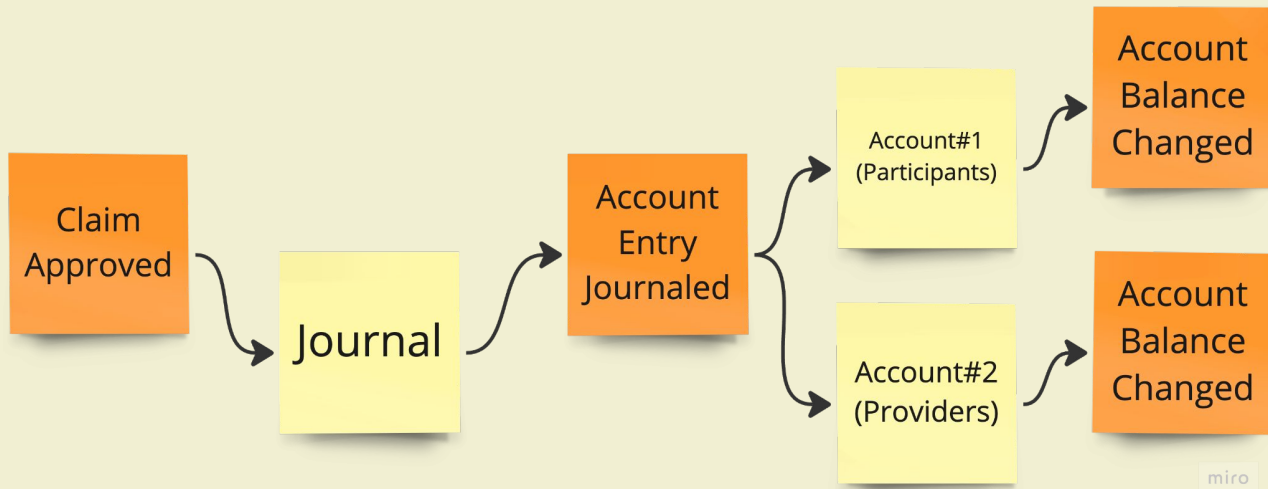 Claim
Approved
Journal
Account
Entry
Journaled
Account#1
(Participants)
Account
Balance
Changed
Account#2
(Providers)
Account
Balance
Changed
miro